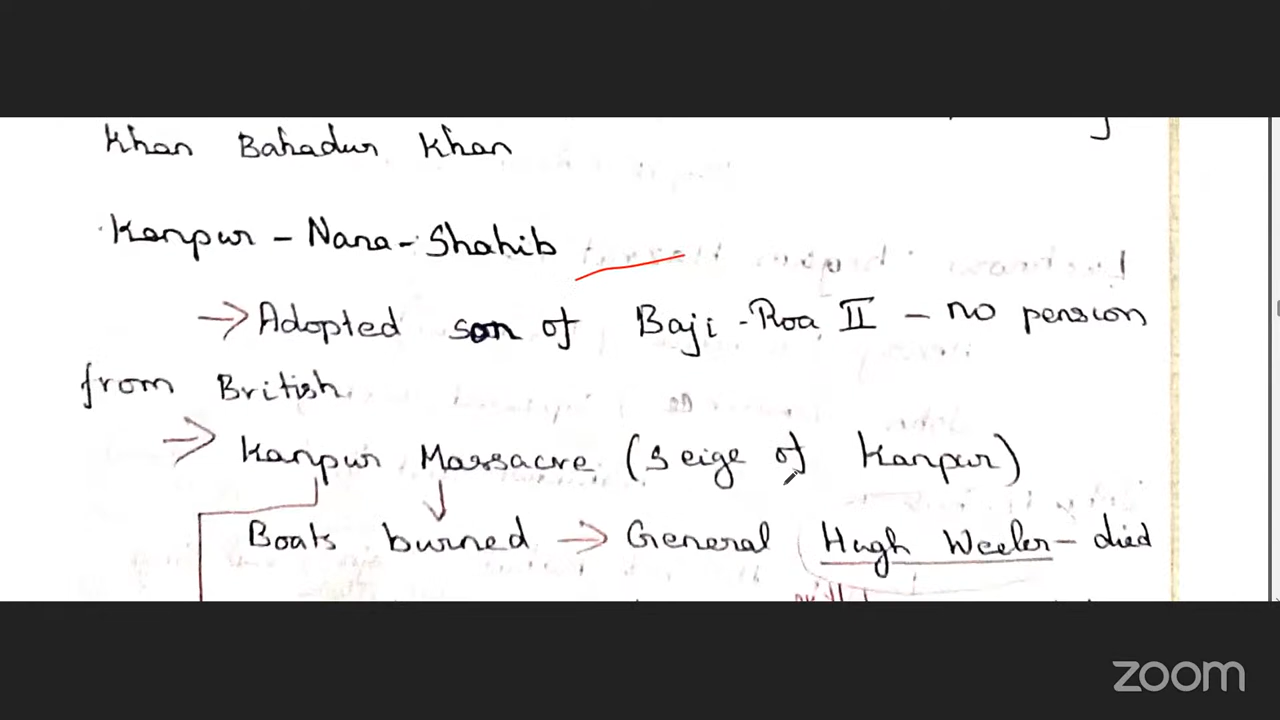 Khan Bahadur Khan
Kanpur - Nana - Shahib
→ Adopted son of Baji - Roa II - no pension
from British.
→ Kanpur Massacre (Seige of Kanpur)
Boats burned → General Hugh Weeler - died
zoom